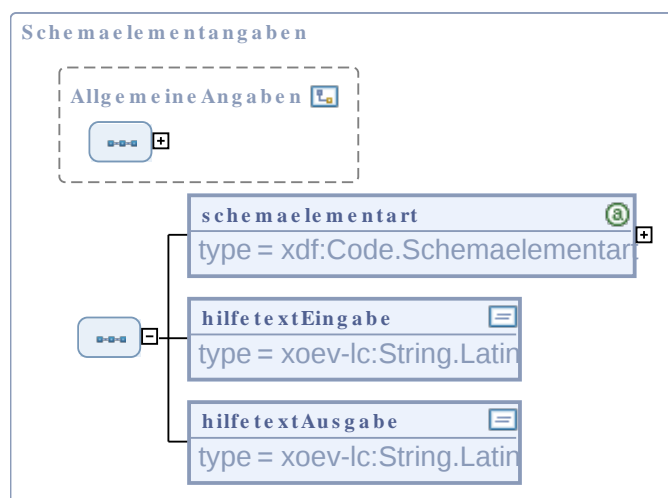 Schemaelementangaben
AllgemeineAngaben
schemaelementart
type = xdf:Code.Schemaelementart
hilfetextEingabe
type = xoev-lc:String.Latin
hilfetextAusgabe
type = xoev-lc:String.Latin